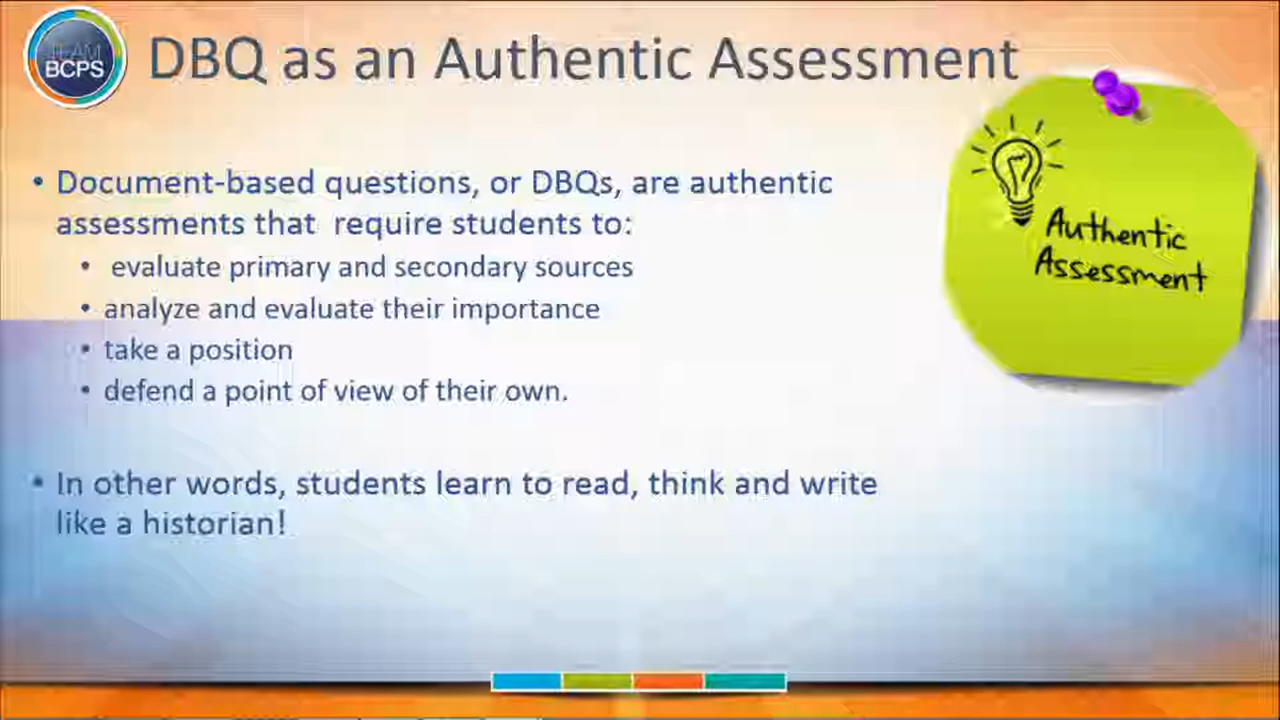 TEAM
BCPS
DBQ as an Authentic Assessment
• Document-based questions, or DBQs, are authentic
assessments that require students to:
• evaluate primary and secondary sources
• analyze and evaluate their importance
• take a position
• defend a point of view of their own.
• In other words, students learn to read, think and write
like a historian!
Authentic
Assessment